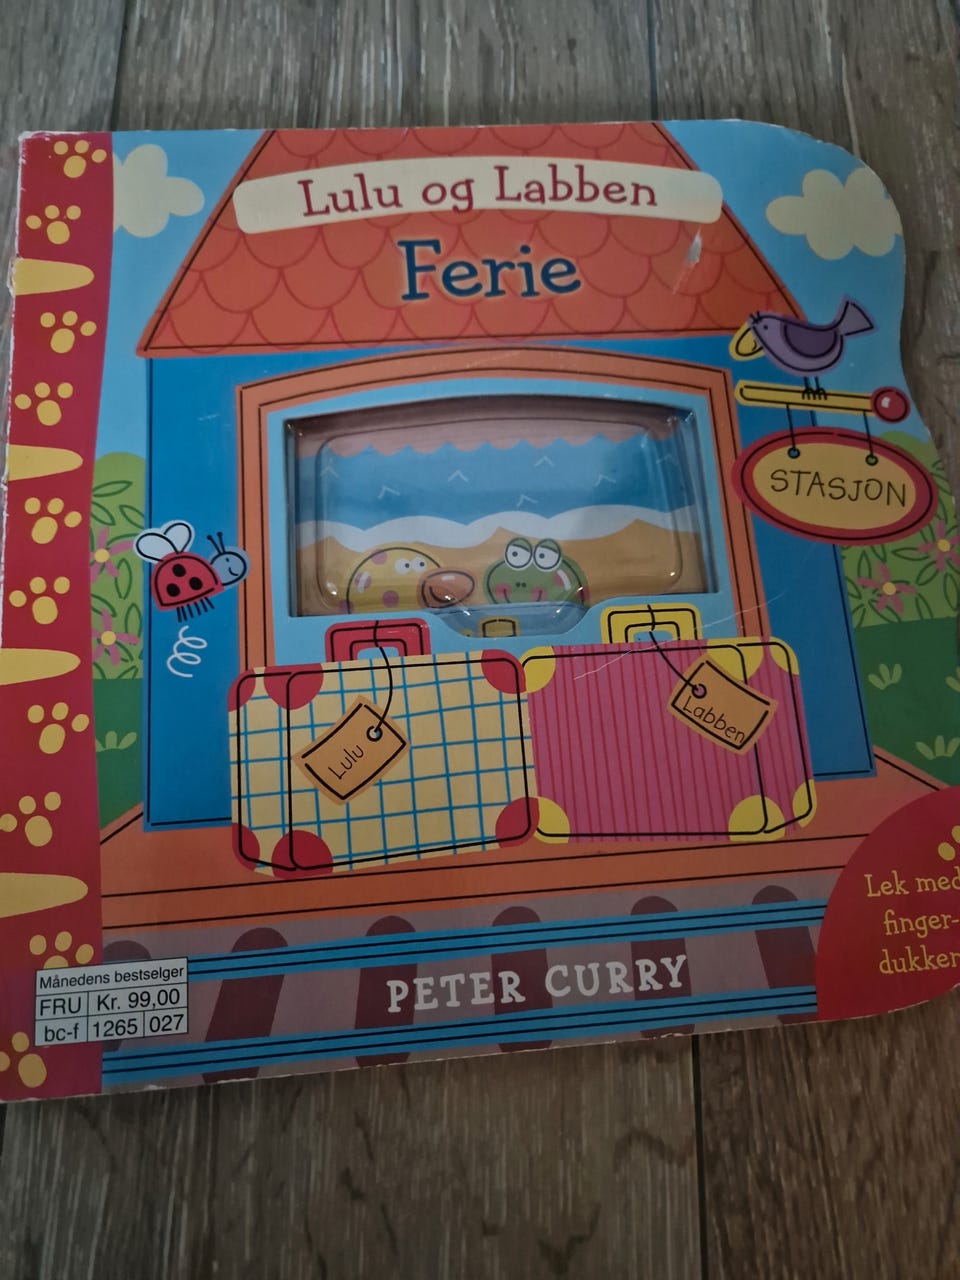 Lulu og Labben
Ferie
STASJON
Lulu
Labben
Lek med
finger-
dukker
PETER CURRY
Månedens bestselger
FRU Kr. 99,00
bc-f 1265 027